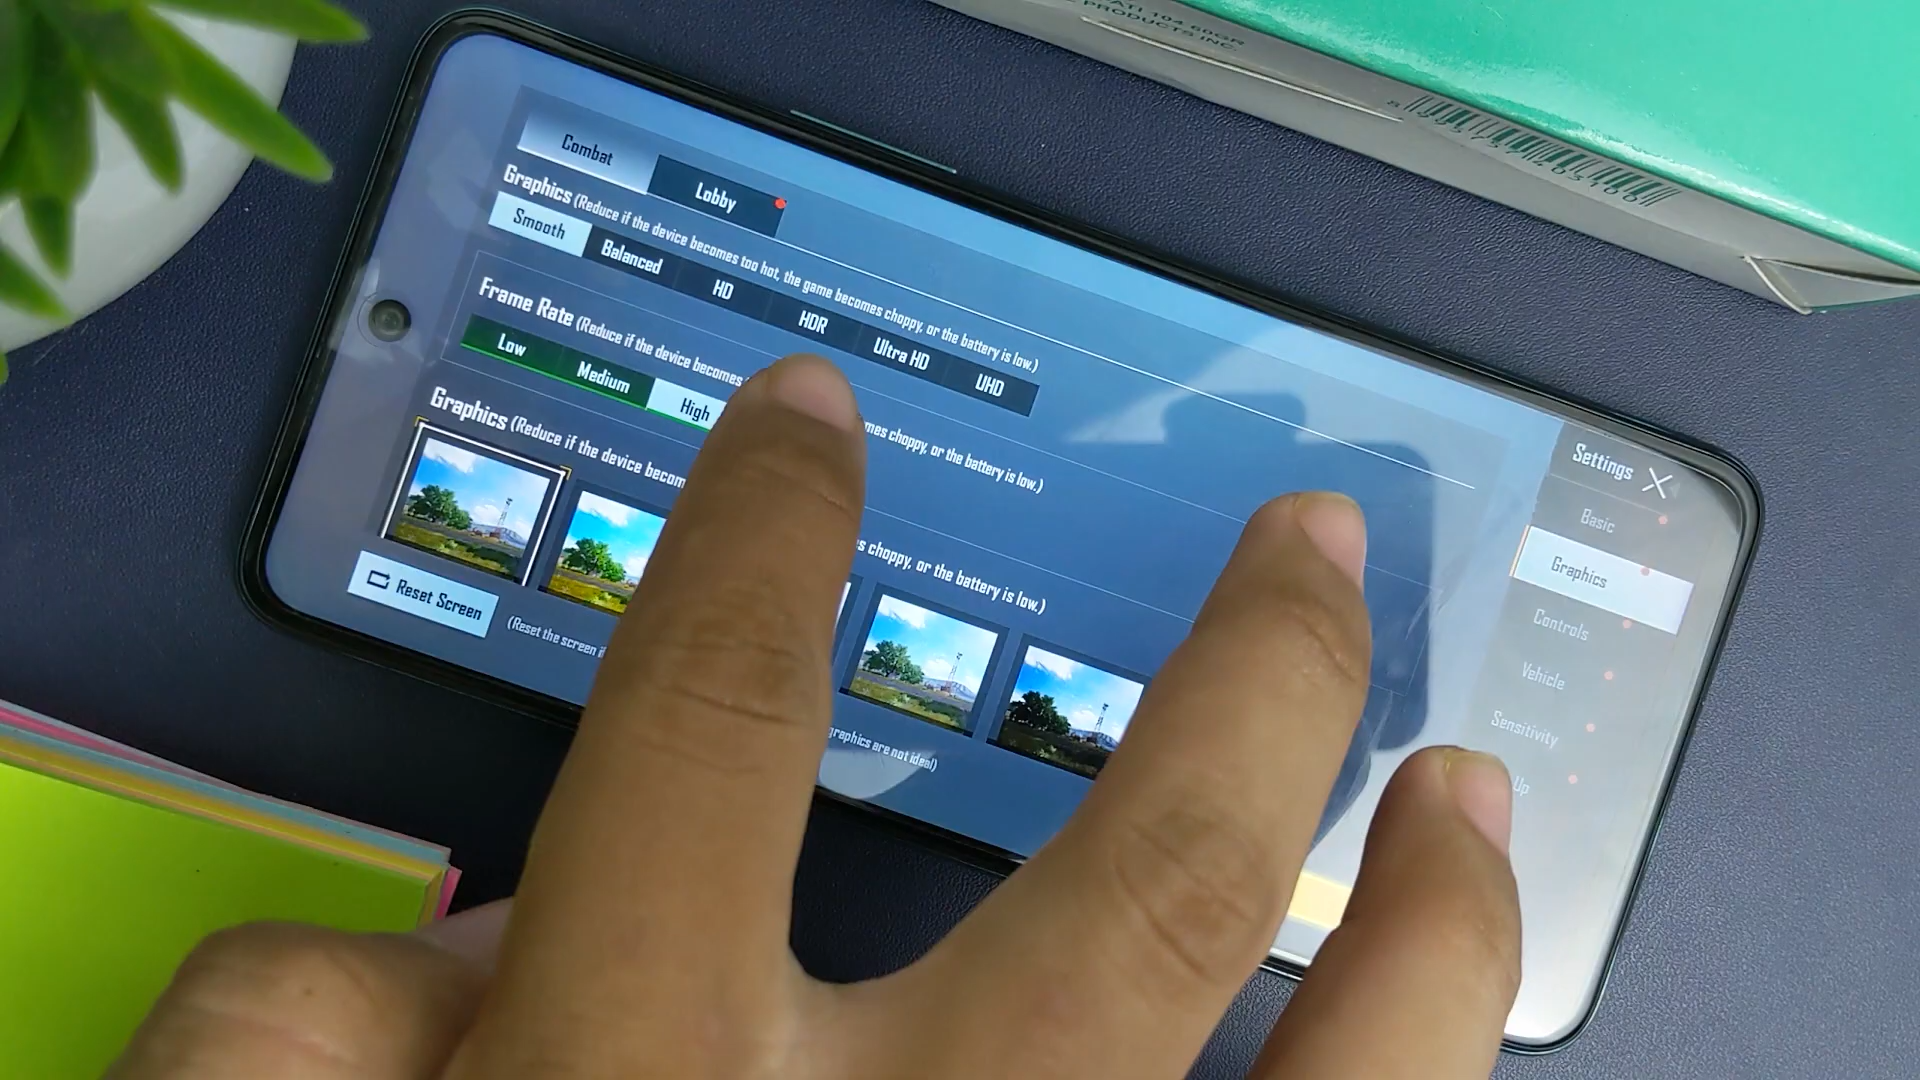 PRODUCTS INC.
Combat
Lobby
Graphics (Reduce if the device becomes too hot, the game becomes choppy, or the battery is low.)
Smooth
Balanced
HD
HDR
Ultra HD
UHD
Frame Rate (Reduce if the device becomes
choppy, or the battery is low.)
Low
Medium
High
Graphics (Reduce if the device
choppy, or the battery is low.)
Reset Screen
(Reset the screen
graphics are not ideal)
Settings
Basic
Graphics
Controls
Vehicle
Sensitivity
Up